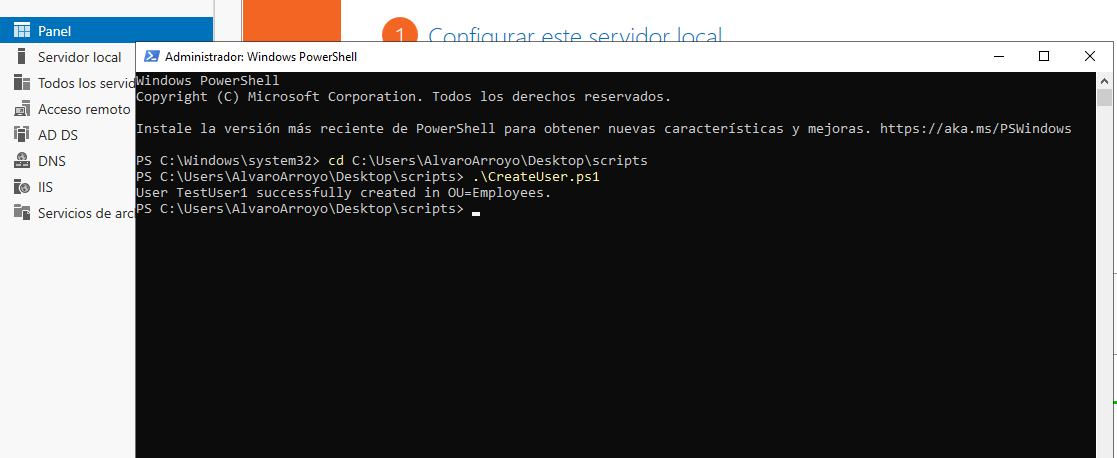 1 Configurar este servidor local
Panel
Servidor local
Todos los servid
Acceso remoto
AD DS
DNS
IIS
Servicios de arc
Administrador: Windows PowerShell
Windows PowerShell
Copyright (C) Microsoft Corporation. Todos los derechos reservados.
Instale la versión más reciente de PowerShell para obtener nuevas características y mejoras. https://aka.ms/PSWindows
PS C:\Windows\system32> cd C:\Users\AlvaroArroyo\Desktop\scripts
PS C:\Users\AlvaroArroyo\Desktop\scripts> .\CreateUser.ps1
User TestUser1 successfully created in OU=Employees.
PS C:\Users\AlvaroArroyo\Desktop\scripts>